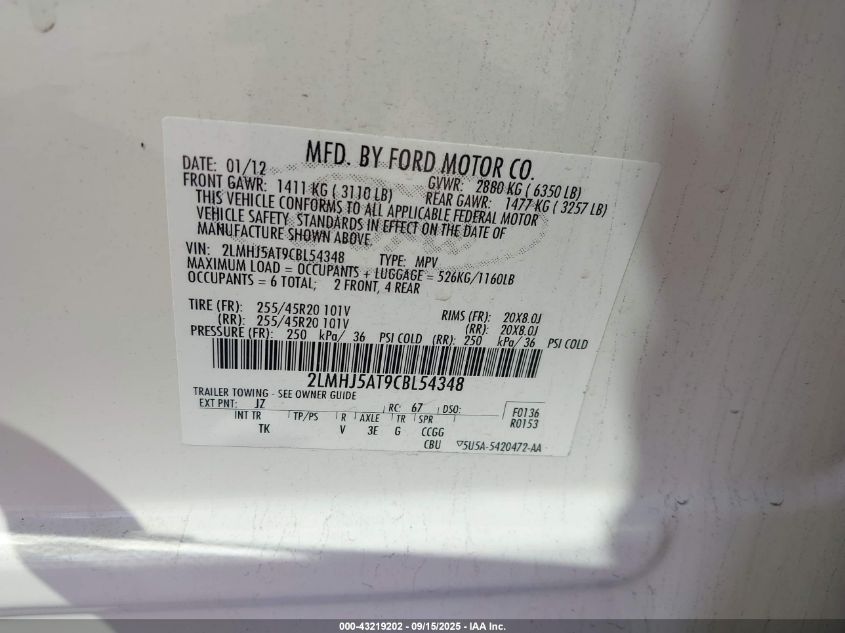 MFD. BY FORD MOTOR CO.
DATE: 01/12 GVWR: 2880 KG ( 6350 LB)
FRONT GAWR: 1411 KG ( 3110 LB) REAR GAWR: 1477 KG ( 3257 LB)
THIS VEHICLE CONFORMS TO ALL APPLICABLE FEDERAL MOTOR
VEHICLE SAFETY STANDARDS IN EFFECT ON THE DATE OF
MANUFACTURE SHOWN ABOVE.
VIN: 2LMHJ5AT9CBL54348 TYPE: MPV
MAXIMUM LOAD = OCCUPANTS + LUGGAGE = 526KG/1160LB
OCCUPANTS = 6 TOTAL; 2 FRONT, 4 REAR
TIRE (FR): 255/45R20 101V RIMS (FR): 20X8.0J
(RR): 255/45R20 101V (RR): 20X8.0J
PRESSURE (FR): 250 kPa/ 36 PSI COLD (RR): 250 kPa/ 36 PSI COLD
2LMHJ5AT9CBL54348
TRAILER TOWING - SEE OWNER GUIDE
EXT PNT: JZ RC: 67 DSO: F0136
INT TR TP/PS R AXLE TR SPR R0153
TK V 3E G CCGG
CBU ▽5U5A-5420472-AA
000-43219202 - 09/15/2025 - IAA Inc.